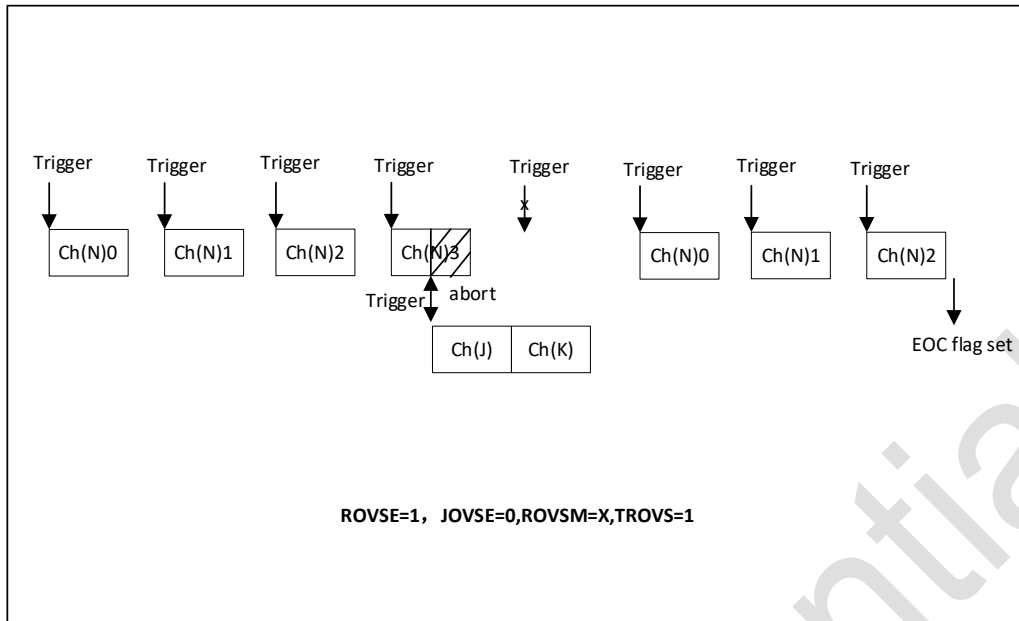 Trigger Trigger Trigger Trigger Trigger Trigger Trigger Trigger
x
Ch(N)0 Ch(N)1 Ch(N)2 Ch(N)3 Ch(N)0 Ch(N)1 Ch(N)2
Trigger abort
Ch(J) Ch(K) EOC flag set
ROVSE=1, JOVSE=0,ROVSM=X,TROVS=1